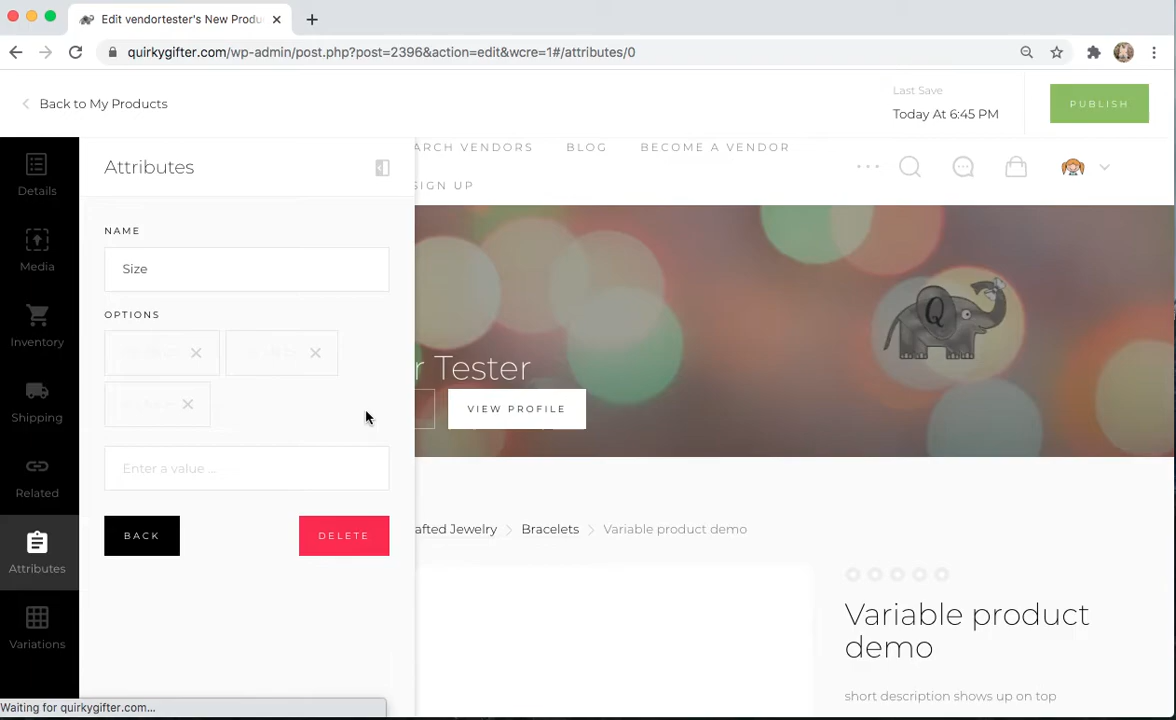 Edit vendortester's New Produ
quirkygifter.com/wp-admin/post.php?post=2396&action=edit&wcre=1#/attributes/0
Back to My Products
Last Save
Today At 6:45 PM
PUBLISH
Details
Media
Inventory
Shipping
Related
Attributes
Variations
Attributes
NAME
Size
OPTIONS
Enter a value ...
BACK
DELETE
ARCH VENDORS
BLOG
BECOME A VENDOR
SIGN UP
Q
r Tester
VIEW PROFILE
afted Jewelry
Bracelets
Variable product demo
Variable product
demo
short description shows up on top
Waiting for quirkygifter.com...